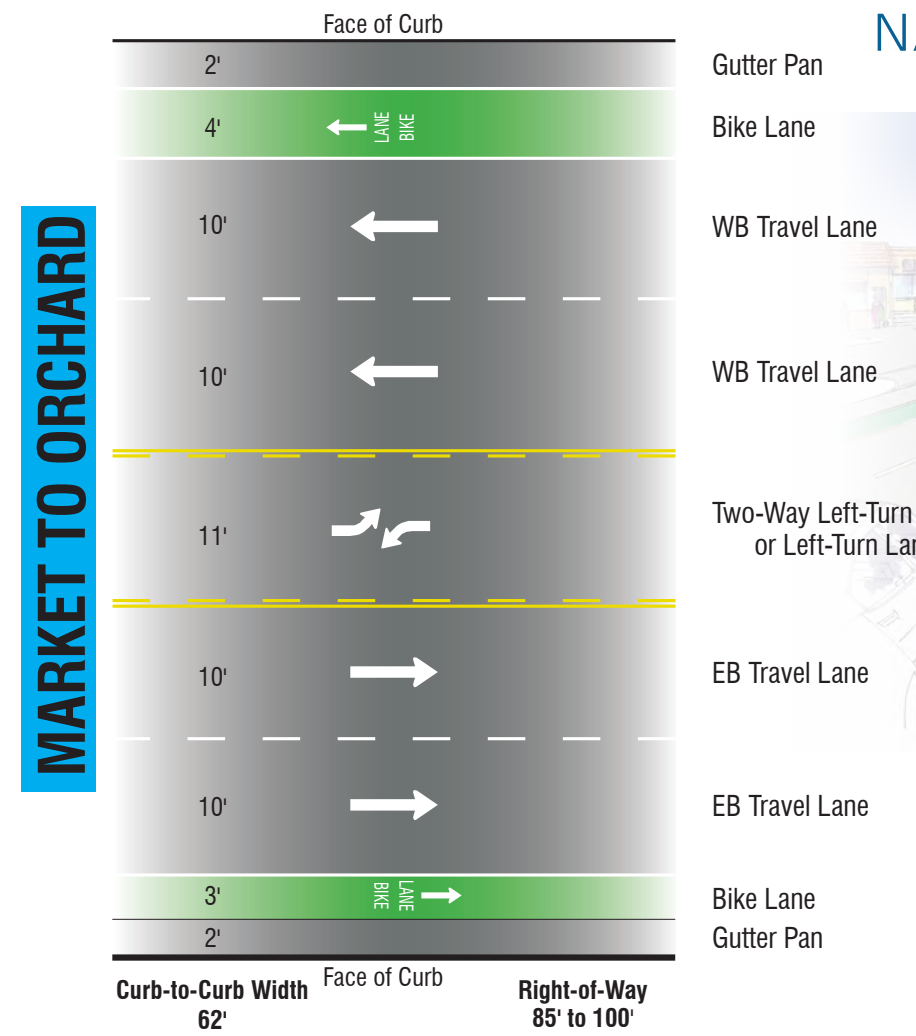 Face of Curb
NA
2'
Gutter Pan
4'
LANE
BIKE
Bike Lane
10'
WB Travel Lane
10'
WB Travel Lane
11'
Two-Way Left-Turn
or Left-Turn Lan
10'
EB Travel Lane
10'
EB Travel Lane
3'
BIKE
LANE
Bike Lane
2'
Gutter Pan
MARKET TO ORCHARD
Face of Curb
Curb-to-Curb Width
62'
Right-of-Way
85' to 100'